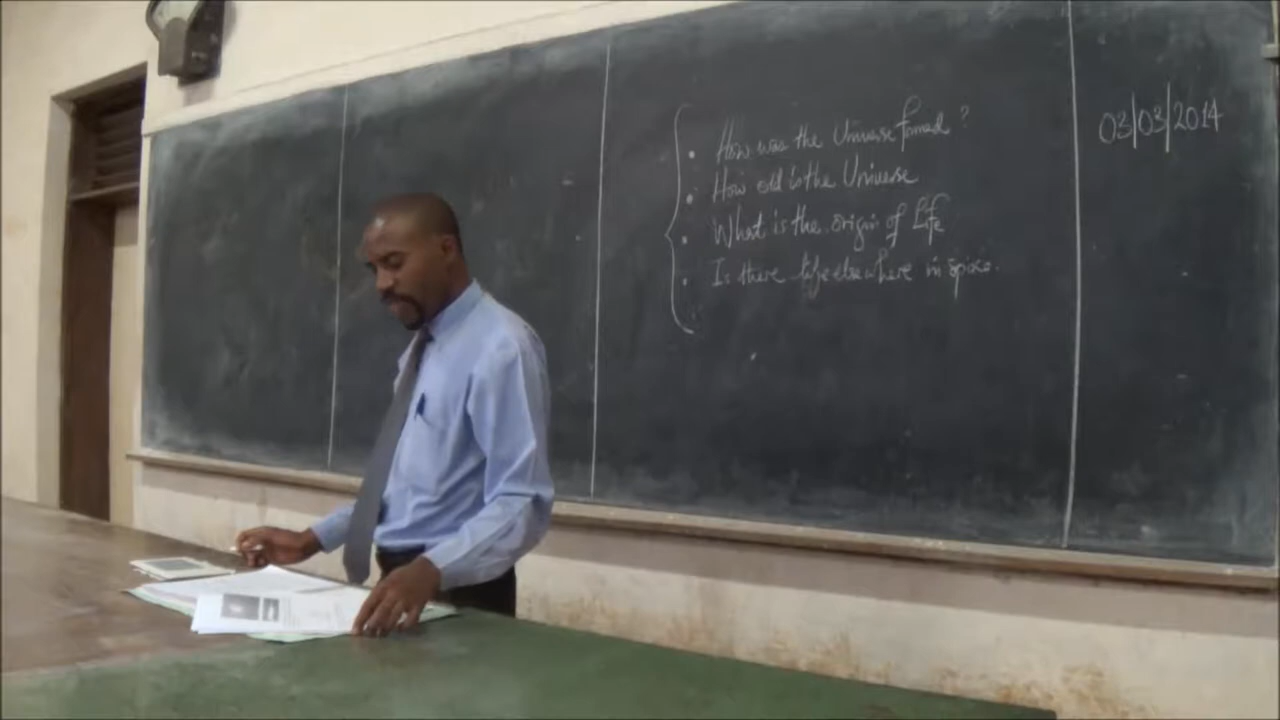 How was the Universe formed ?
How old is the Universe
What is the origin of Life
Is there life elsewhere in space.
03/03/2014